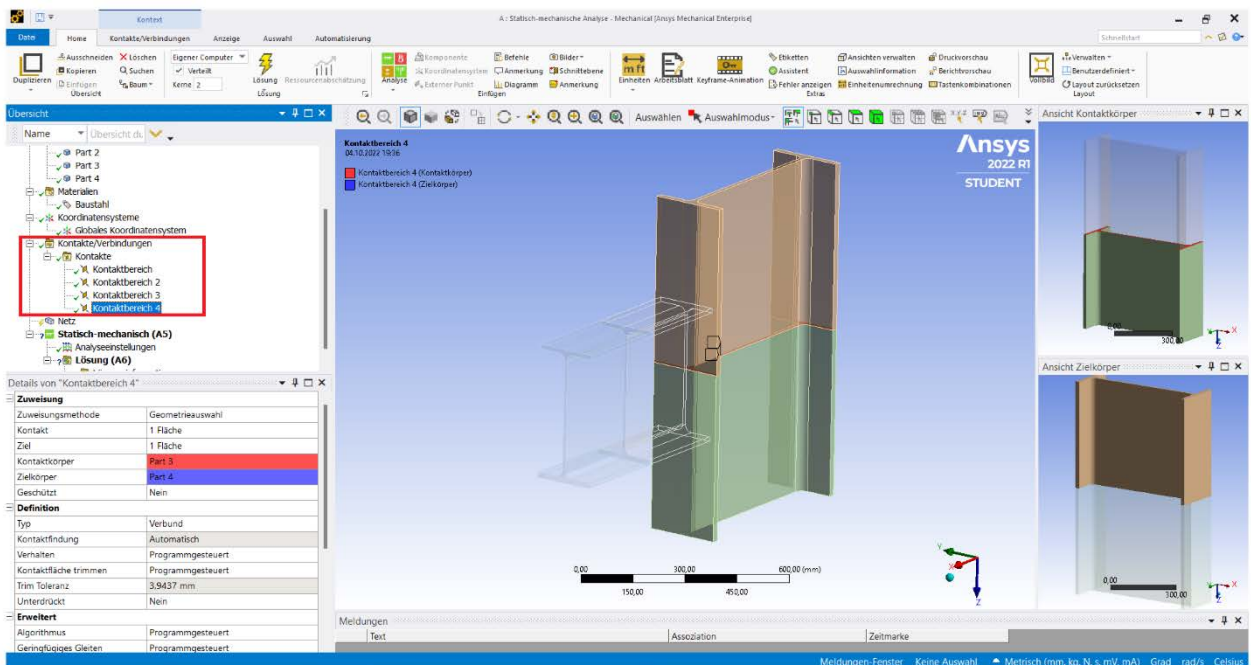 Kontext
A : Statisch-mechanische Analyse - Mechanical [Ansys Mechanical Enterprise]
Datei Home Kontakte/Verbindungen Anzeige Auswahl Automatisierung Schnellstart
Duplizieren
Ausschneiden Löschen
Kopieren Suchen
Einfügen Baum
Übersicht
Eigener Computer
Verteilt
Kerne 2
Lösung
Ressourcenabschätzung
Lösung
Analyse
Komponente Befehle Bilder
Koordinatensystem Anmerkung Schnittebene
Externer Punkt Diagramm Anmerkung
Einfügen
Einheiten Arbeitsblatt Keyframe-Animation
Etiketten Ansichten verwalten Druckvorschau
Assistent Auswahlinformation Berichtvorschau
Fehler anzeigen Einheitenumrechnung Tastenkombinationen
Extras
Vollbild
Verwalten
Benutzerdefiniert
Layout zurücksetzen
Layout
Übersicht
Name
Part 2
Part 3
Part 4
Materialien
Baustahl
Koordinatensysteme
Globales Koordinatensystem
Kontakte/Verbindungen
Kontakte
Kontaktbereich
Kontaktbereich 2
Kontaktbereich 3
Kontaktbereich 4
Netz
Statisch-mechanisch (A5)
Analyseeinstellungen
Lösung (A6)
Details von "Kontaktbereich 4"
Zuweisung
Zuweisungsmethode Geometrieauswahl
Kontakt 1 Fläche
Ziel 1 Fläche
Kontaktkörper Part 3
Zielkörper Part 4
Geschützt Nein
Definition
Typ Verbund
Kontaktfindung Automatisch
Verhalten Programmgesteuert
Kontaktfläche trimmen Programmgesteuert
Trim Toleranz 3,9437 mm
Unterdrückt Nein
Erweitert
Algorithmus Programmgesteuert
Geringfügiges Gleiten Programmgesteuert
Auswählen Auswahlmodus
Kontaktbereich 4
04.10.2022 19:36
Kontaktbereich 4 (Kontaktkörper)
Kontaktbereich 4 (Zielkörper)
Ansys
2022 R1
STUDENT
0,00 300,00 600,00 (mm)
150,00 450,00
Y
X
Z
Ansicht Kontaktkörper
0,00
300,00
X
Z
Ansicht Zielkörper
0,00
300,00
X
Z
Meldungen
Text Assoziation Zeitmarke
Meldungen-Fenster Keine Auswahl Metrisch (mm, kg, N, s, mV, mA) Grad rad/s Celsius